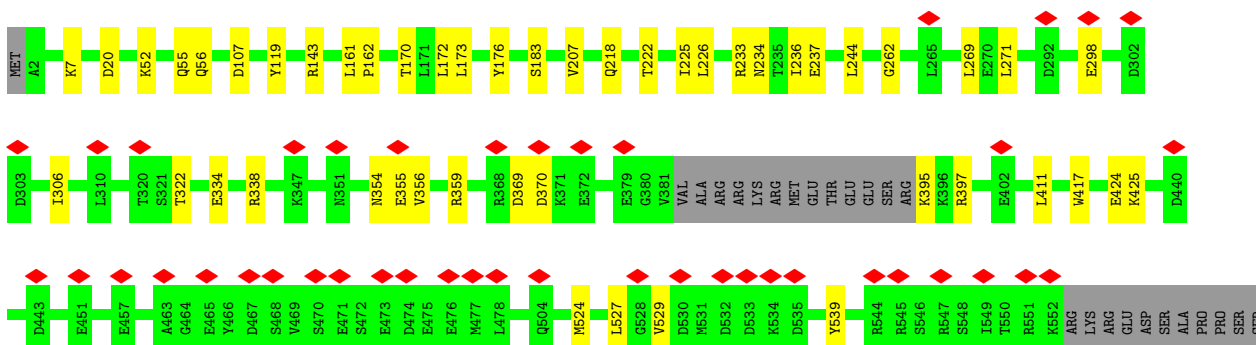 MET A2 K7 D20 K52 Q55 Q56 D107 Y119 R143 L161 P162 T170 L171 L172 L173 Y176 S183 V207 Q218 T222 I225 L226 R233 N234 T235 I236 E237 L244 G262 L265 L269 E270 L271 D292 E298 D302
D303 I306 L310 T320 S321 T322 E334 R338 K347 N351 N354 E355 V356 R359 R368 D369 D370 K371 E372 E379 G380 V381 VAL ALA ARG ARG LYS ARG MET GLU THR GLU GLU SER ARG K395 K396 R397 E402 L411 W417 E424 K425 D440
D443 E451 E457 A463 G464 E465 Y466 D467 S468 V469 S470 E471 S472 E473 D474 E475 E476 M477 L478 Q504 M524 L527 G528 V529 D530 M531 D532 D533 K534 D535 Y539 R544 R545 S546 R547 S548 I549 T550 R551 K552 ARG LYS ARG GLU ASP SER ALA PRO PRO SER